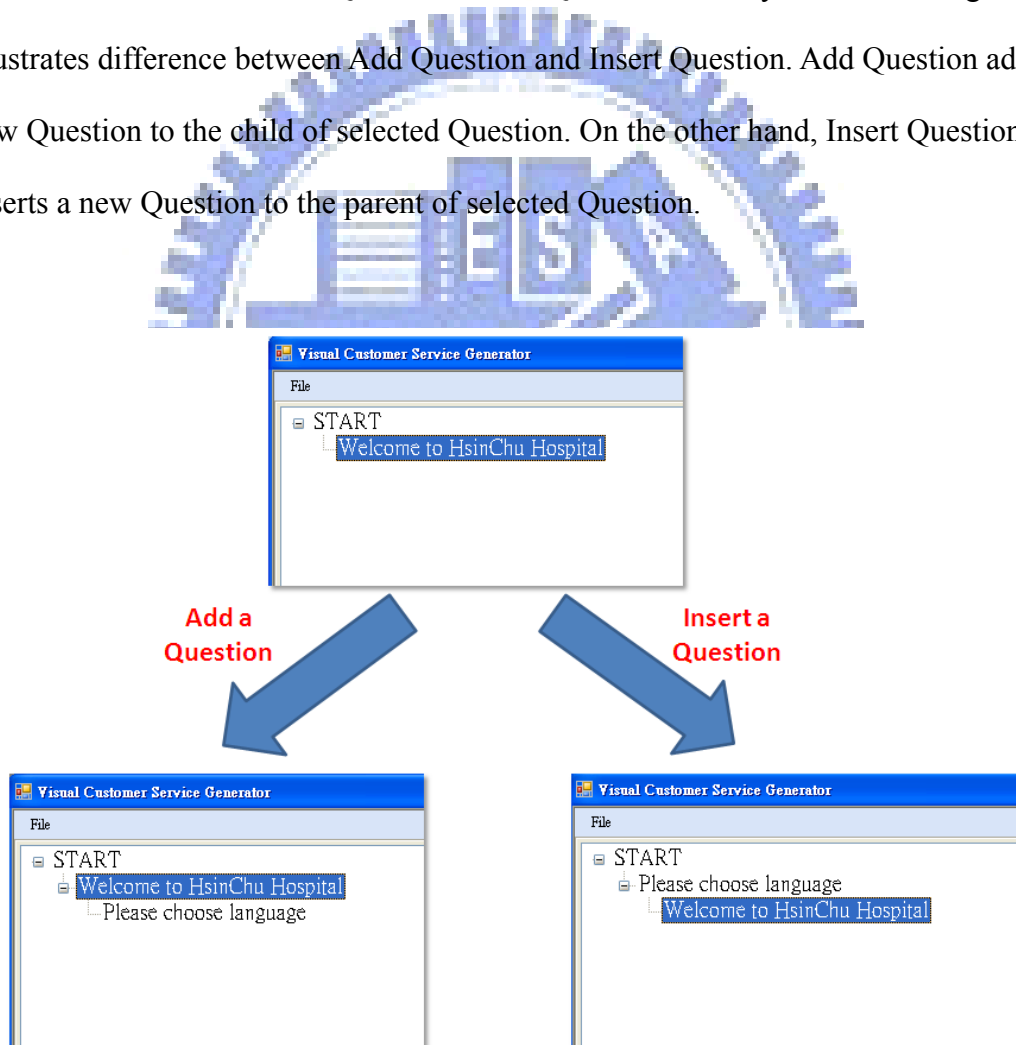 ustrates difference between Add Question and Insert Question. Add Question ad
w Question to the child of selected Question. On the other hand, Insert Question
serts a new Question to the parent of selected Question.
E S A
Visual Customer Service Generator
File
START
Welcome to HsinChu Hospital
Add a
Question
Insert a
Question
Visual Customer Service Generator
File
START
Welcome to HsinChu Hospital
Please choose language
Visual Customer Service Generator
File
START
Please choose language
Welcome to HsinChu Hospital